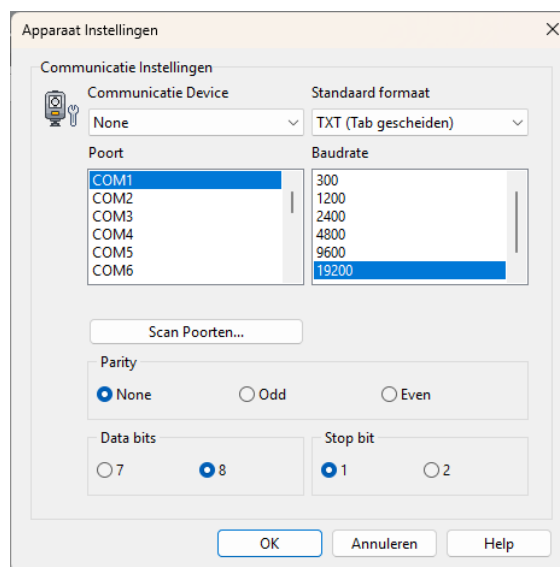 Apparaat Instellingen
Communicatie Instellingen
Communicatie Device
Standaard formaat
None
TXT (Tab gescheiden)
Poort
Baudrate
COM1
COM2
COM3
COM4
COM5
COM6
300
1200
2400
4800
9600
19200
Scan Poorten...
Parity
None
Odd
Even
Data bits
7
8
Stop bit
1
2
OK
Annuleren
Help